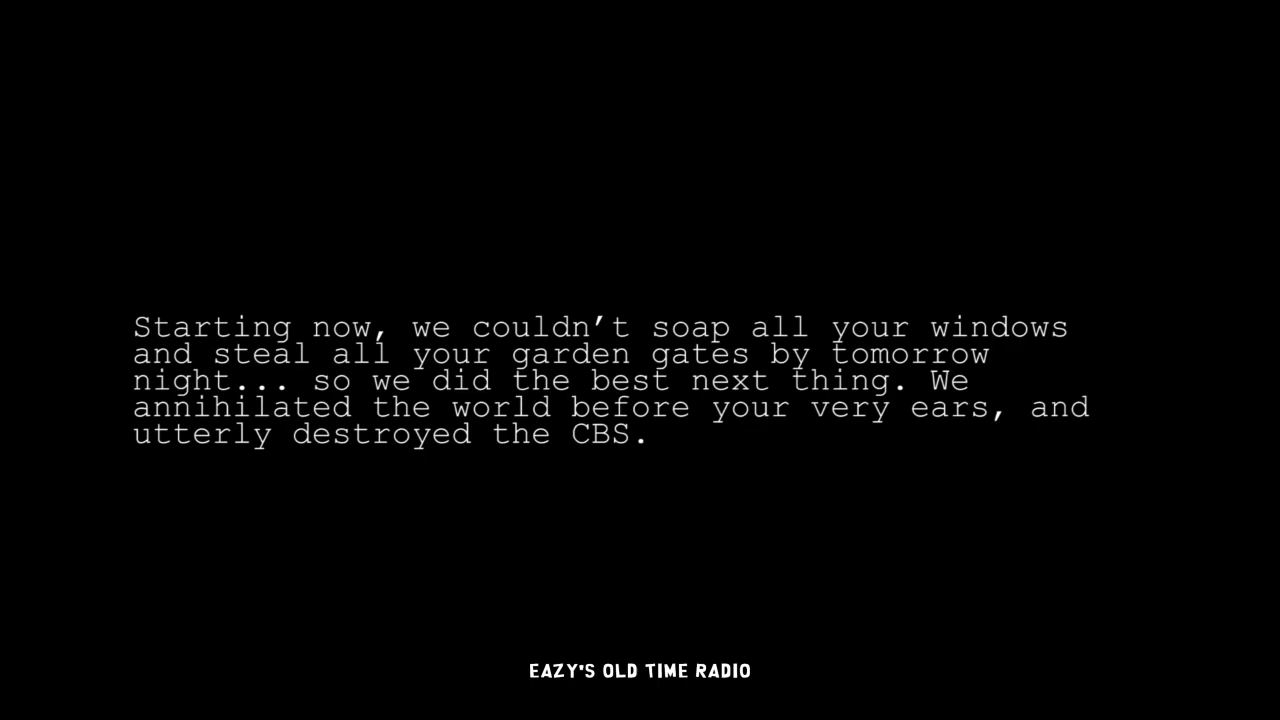 Starting now, we couldn’t soap all your windows
and steal all your garden gates by tomorrow
night... so we did the best next thing. We
annihilated the world before your very ears, and
utterly destroyed the CBS.
EAZY'S OLD TIME RADIO